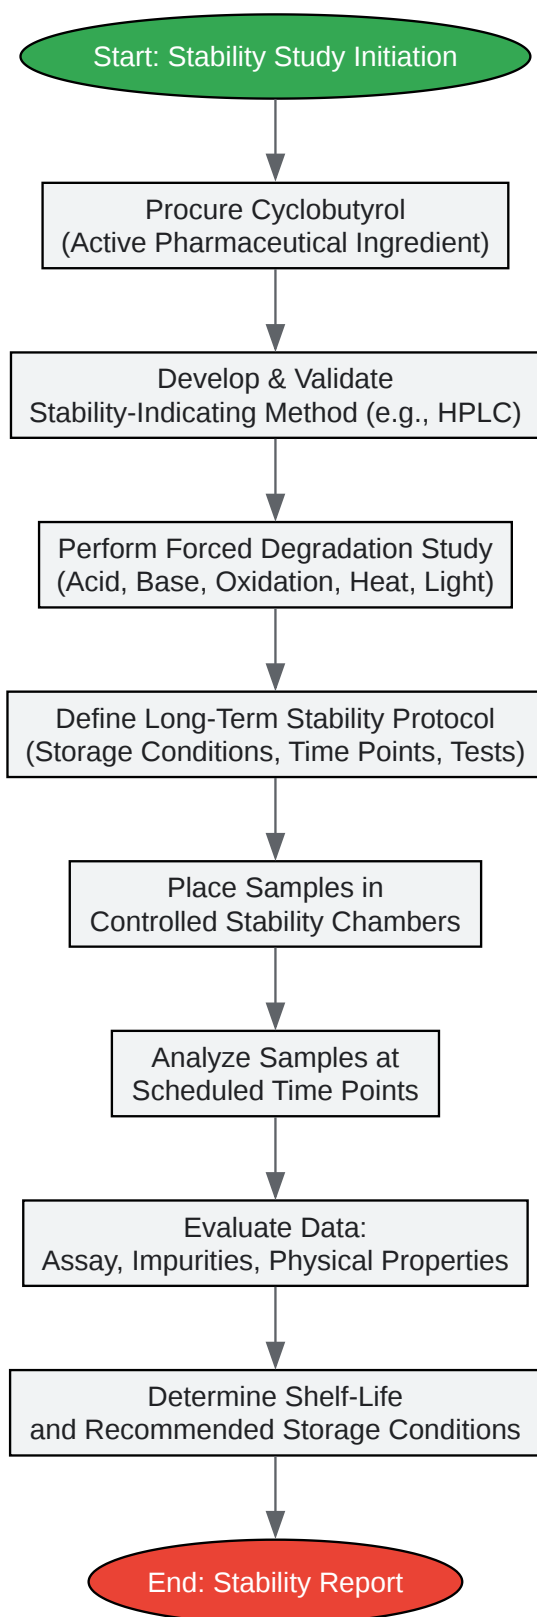 Start: Stability Study Initiation
Procure Cyclobutyrol
(Active Pharmaceutical Ingredient)
Develop & Validate
Stability-Indicating Method (e.g., HPLC)
Perform Forced Degradation Study
(Acid, Base, Oxidation, Heat, Light)
Define Long-Term Stability Protocol
(Storage Conditions, Time Points, Tests)
Place Samples in
Controlled Stability Chambers
Analyze Samples at
Scheduled Time Points
Evaluate Data:
Assay, Impurities, Physical Properties
Determine Shelf-Life
and Recommended Storage Conditions
End: Stability Report